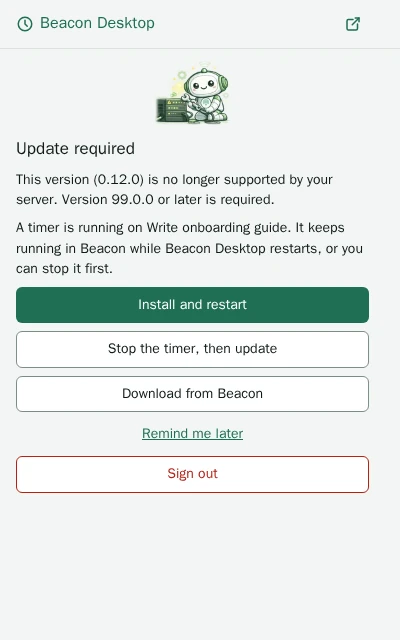 Beacon Desktop
Update required
This version (0.12.0) is no longer supported by your
server. Version 99.0.0 or later is required.
A timer is running on Write onboarding guide. It keeps
running in Beacon while Beacon Desktop restarts, or you
can stop it first.
Install and restart
Stop the timer, then update
Download from Beacon
Remind me later
Sign out